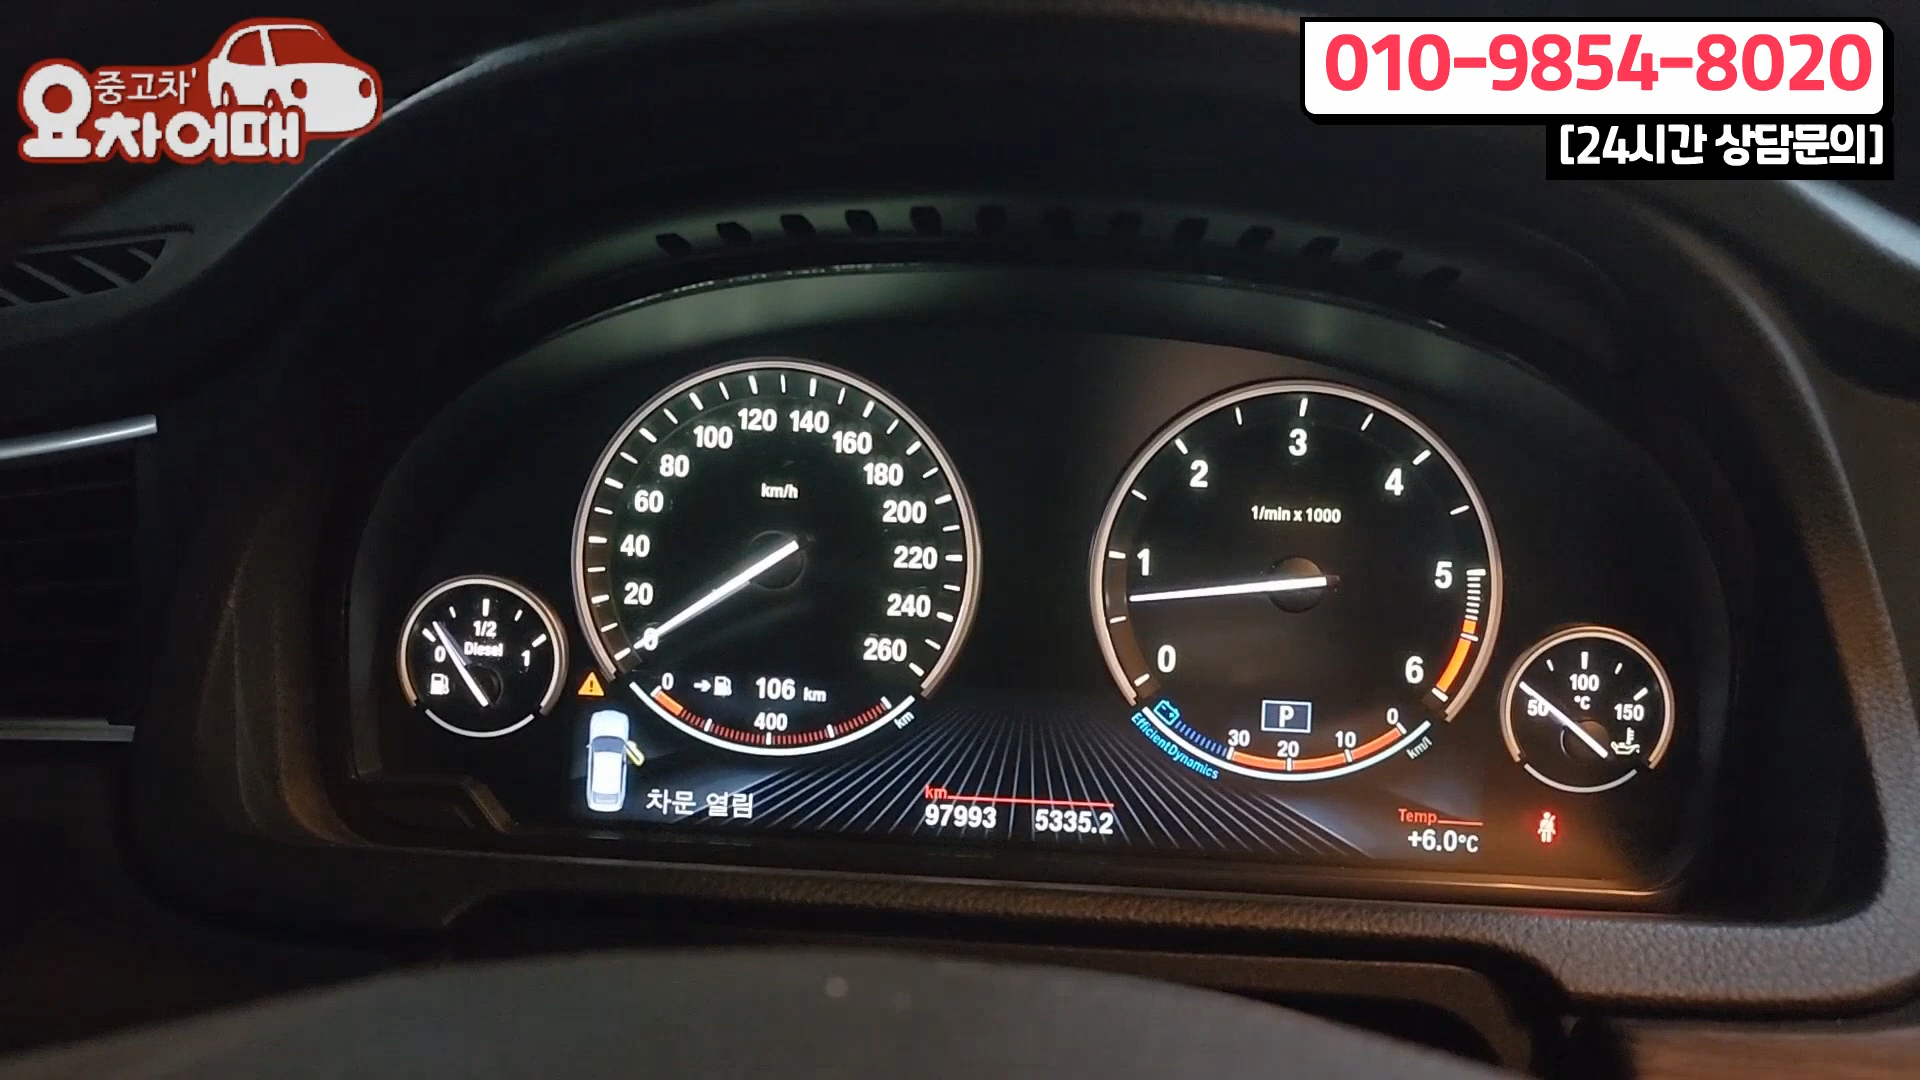 중고차'
요차어때
010-9854-8020
[24시간 상담문의]
0 20 40 60 80 100 120 140 160 180 200 220 240 260
km/h
0 1 2 3 4 5 6
1/min x 1000
0 1/2 1
Diesel
50 100 150
°C
0 400 km
106 km
P
30 20 10 0 km/l
EfficientDynamics
차문 열림
km
97993 5335.2
Temp
+6.0°C